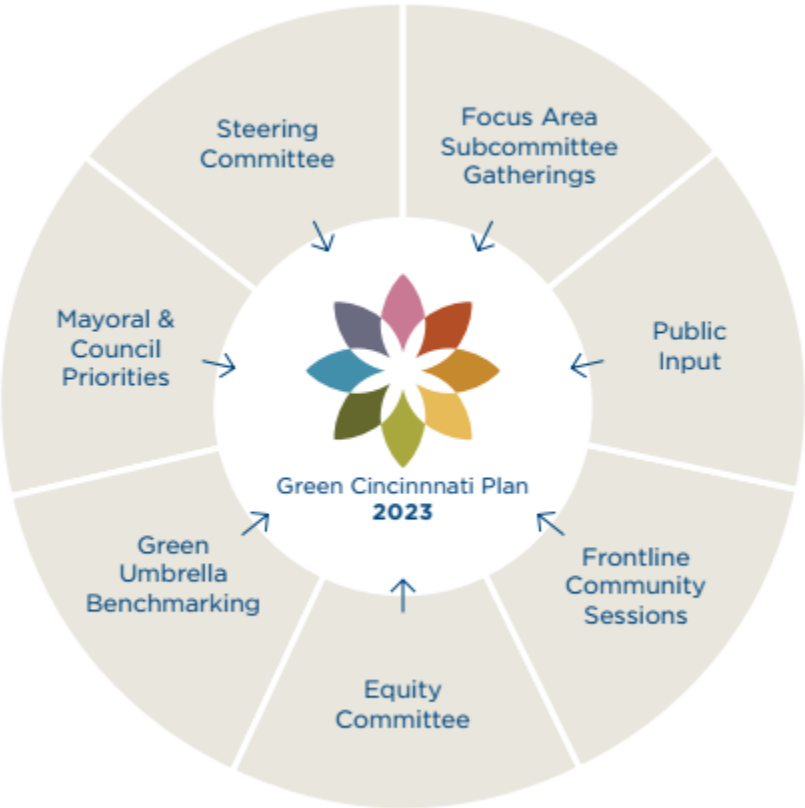 Steering
Committee
Focus Area
Subcommittee
Gatherings
Public
Input
Frontline
Community
Sessions
Equity
Committee
Green
Umbrella
Benchmarking
Mayoral &
Council
Priorities
Green Cincinnnati Plan
2023